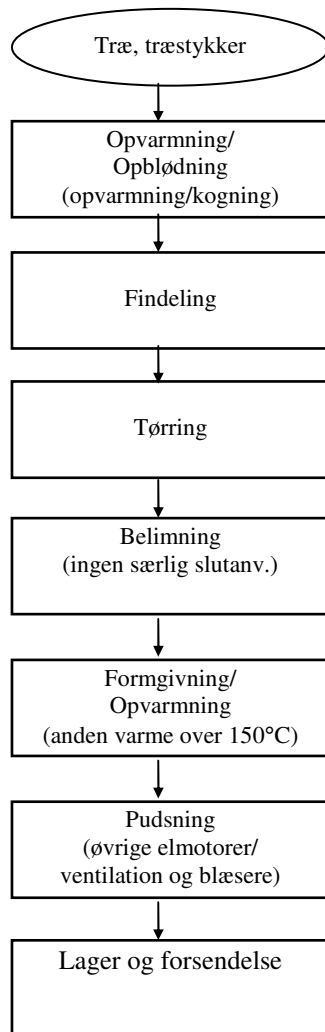 Træ, træstykker
Opvarmning/
Opblødning
(opvarmning/kogning)
Findeling
Tørring
Belimning
(ingen særlig slutanv.)
Formgivning/
Opvarmning
(anden varme over 150°C)
Pudsning
(øvrige elmotorer/
ventilation og blæsere)
Lager og forsendelse